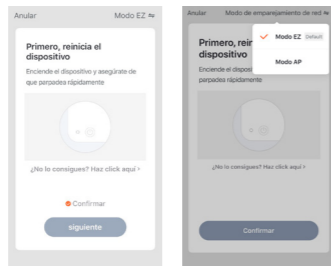 Anular Modo EZ ⇋
Primero, reinicia el
dispositivo
Enciende el dispositivo y asegúrate de
que parpadea rápidamente
¿No lo consigues? Haz click aquí >
Confirmar
siguiente
Anular Modo de emparejamiento de red ⇋
Modo EZ Default
Modo AP
Primero, rein
dispositivo
Enciende el disposi
parpadea rápidamente
¿No lo consigues? Haz click aquí >
Confirmar